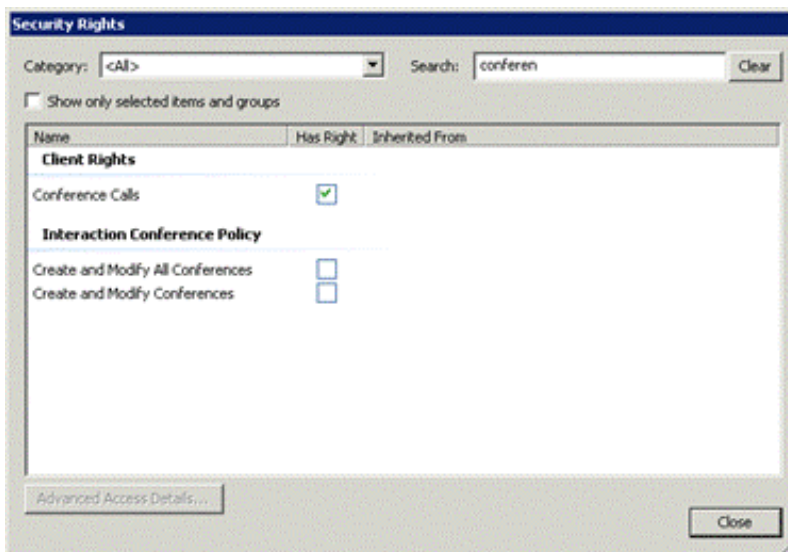 Security Rights
Category: <All> Search: conferen Clear
Show only selected items and groups
Name Has Right Inherited From
Client Rights
Conference Calls
Interaction Conference Policy
Create and Modify All Conferences
Create and Modify Conferences
Advanced Access Details...
Close